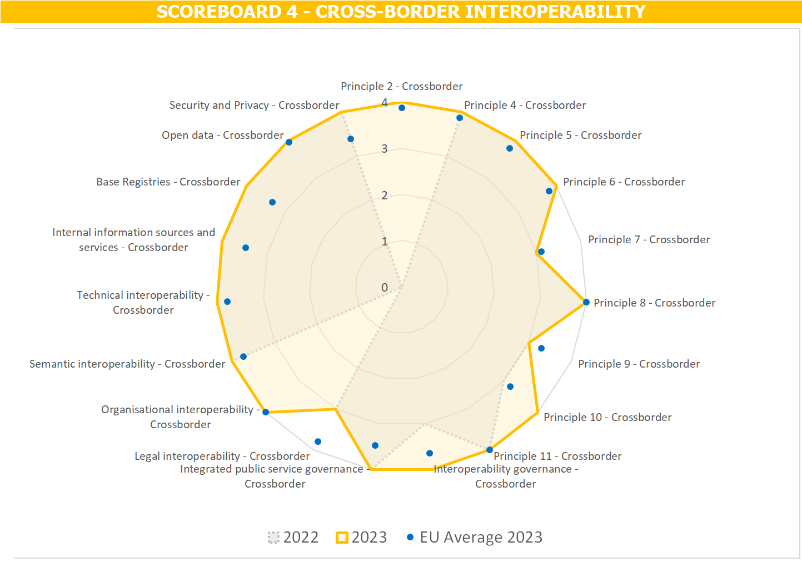 SCOREBOARD 4 - CROSS-BORDER INTEROPERABILITY
Principle 2 - Crossborder
Security and Privacy - Crossborder
4
Principle 4 - Crossborder
Open data - Crossborder
Principle 5 - Crossborder
3
Base Registries - Crossborder
Principle 6 - Crossborder
2
Internal information sources and
services - Crossborder
Principle 7 - Crossborder
1
0
Technical interoperability -
Crossborder
Principle 8 - Crossborder
Semantic interoperability - Crossborder
Principle 9 - Crossborder
Organisational interoperability -
Crossborder
Principle 10 - Crossborder
Legal interoperability - Crossborder
Principle 11 - Crossborder
Integrated public service governance -
Crossborder
Interoperability governance -
Crossborder
2022
2023
EU Average 2023